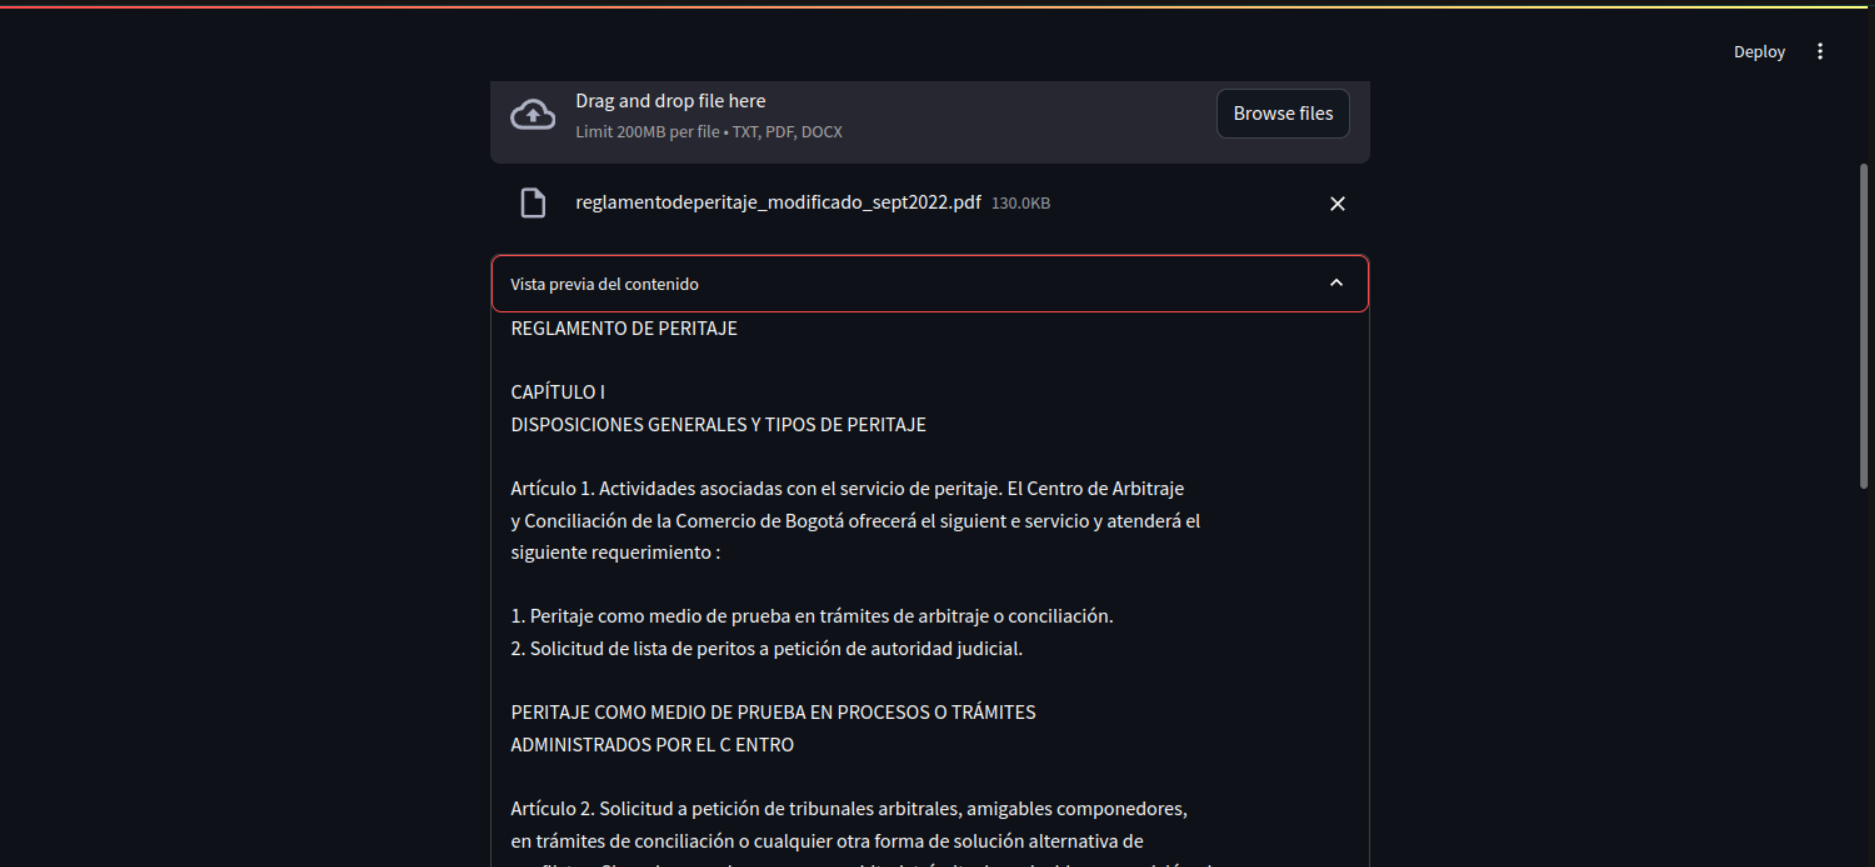 Deploy
Drag and drop file here
Limit 200MB per file • TXT, PDF, DOCX
Browse files
reglamentodeperitaje_modificado_sept2022.pdf 130.0KB
Vista previa del contenido
REGLAMENTO DE PERITAJE
CAPÍTULO I
DISPOSICIONES GENERALES Y TIPOS DE PERITAJE
Artículo 1. Actividades asociadas con el servicio de peritaje. El Centro de Arbitraje
y Conciliación de la Comercio de Bogotá ofrecerá el siguient e servicio y atenderá el
siguiente requerimiento :
1. Peritaje como medio de prueba en trámites de arbitraje o conciliación.
2. Solicitud de lista de peritos a petición de autoridad judicial.
PERITAJE COMO MEDIO DE PRUEBA EN PROCESOS O TRÁMITES
ADMINISTRADOS POR EL C ENTRO
Artículo 2. Solicitud a petición de tribunales arbitrales, amigables componedores,
en trámites de conciliación o cualquier otra forma de solución alternativa de